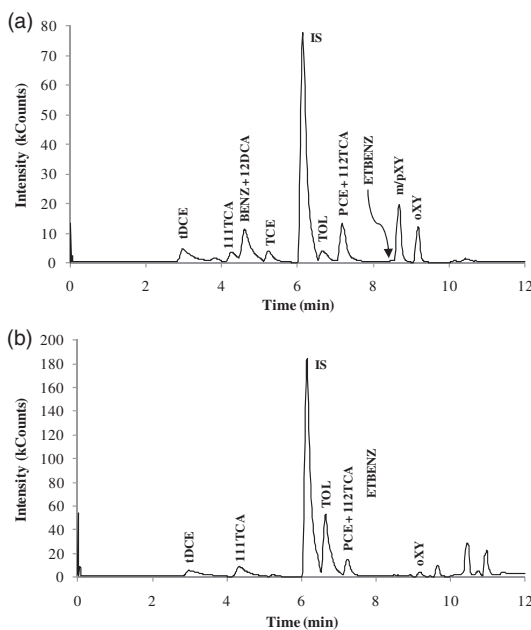 (a)
Intensity (kCounts)
80
70
60
50
40
30
20
10
0
tDCE
111TCA
BENZ + 12DCA
TCE
IS
TOL
PCE + 112TCA
ETBENZ
m/pXY
oXY
0 2 4 6 8 10 12
Time (min)
(b)
Intensity (kCounts)
200
180
160
140
120
100
80
60
40
20
0
tDCE
111TCA
IS
TOL
PCE + 112TCA
ETBENZ
oXY
0 2 4 6 8 10 12
Time (min)